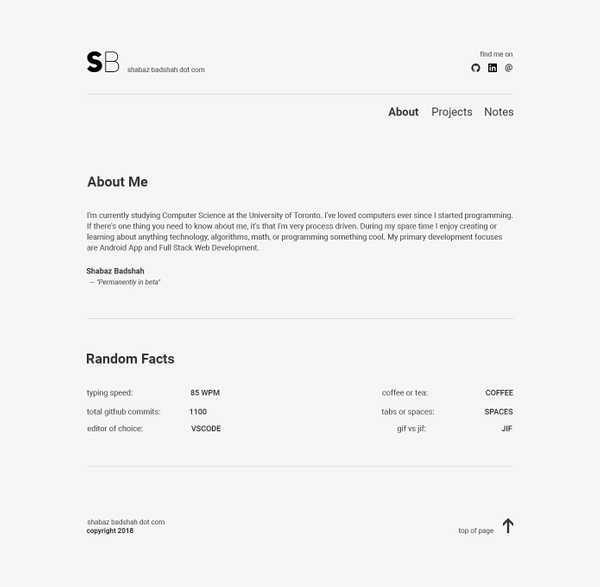 SB shabaz badshah dot com
find me on
About Projects Notes
About Me
I'm currently studying Computer Science at the University of Toronto. I've loved computers ever since I started programming.
If there's one thing you need to know about me, it's that I'm very process driven. During my spare time I enjoy creating or
learning about anything technology, algorithms, math, or programming something cool. My primary development focuses
are Android App and Full Stack Web Development.
Shabaz Badshah
— "Permanently in beta"
Random Facts
typing speed: 85 WPM coffee or tea: COFFEE
total github commits: 1100 tabs or spaces: SPACES
editor of choice: VSCODE gif vs jif: JIF
shabaz badshah dot com
copyright 2018
top of page